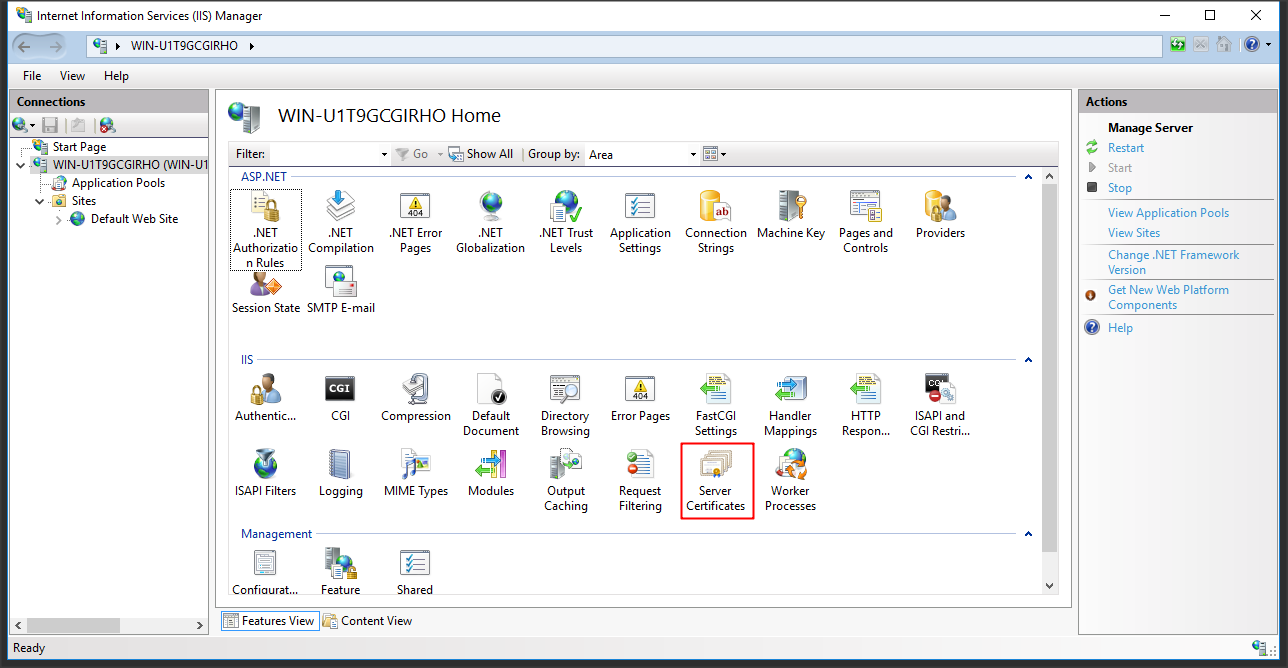 Internet Information Services (IIS) Manager
WIN-U1T9GCGIRHO
File View Help
Connections
Start Page
WIN-U1T9GCGIRHO (WIN-U1
Application Pools
Sites
Default Web Site
WIN-U1T9GCGIRHO Home
Filter: Go Show All Group by: Area
ASP.NET
.NET Authorizatio n Rules
.NET Compilation
.NET Error Pages
.NET Globalization
.NET Trust Levels
Application Settings
Connection Strings
Machine Key
Pages and Controls
Providers
Session State
SMTP E-mail
IIS
Authentic...
CGI
Compression
Default Document
Directory Browsing
Error Pages
FastCGI Settings
Handler Mappings
HTTP Respon...
ISAPI and CGI Restri...
ISAPI Filters
Logging
MIME Types
Modules
Output Caching
Request Filtering
Server Certificates
Worker Processes
Management
Configurat...
Feature
Shared
Features View Content View
Actions
Manage Server
Restart
Start
Stop
View Application Pools
View Sites
Change .NET Framework
Version
Get New Web Platform
Components
Help
Ready